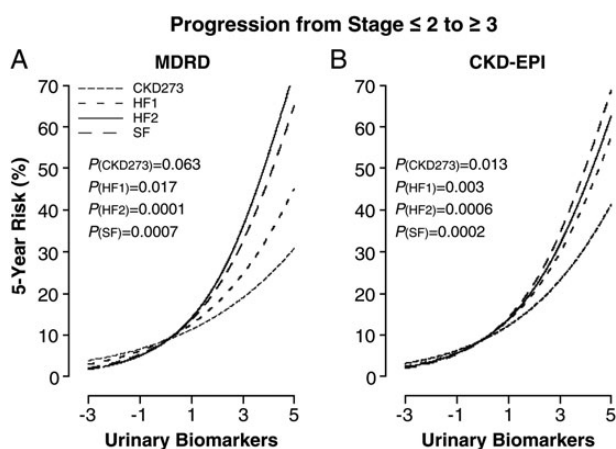 Progression from Stage ≤ 2 to ≥ 3
A
MDRD
5-Year Risk (%)
70
60
50
40
30
20
10
0
CKD273
HF1
HF2
SF
P(CKD273)=0.063
P(HF1)=0.017
P(HF2)=0.0001
P(SF)=0.0007
-3 -1 1 3 5
Urinary Biomarkers
B
CKD-EPI
70
60
50
40
30
20
10
0
P(CKD273)=0.013
P(HF1)=0.003
P(HF2)=0.0006
P(SF)=0.0002
-3 -1 1 3 5
Urinary Biomarkers